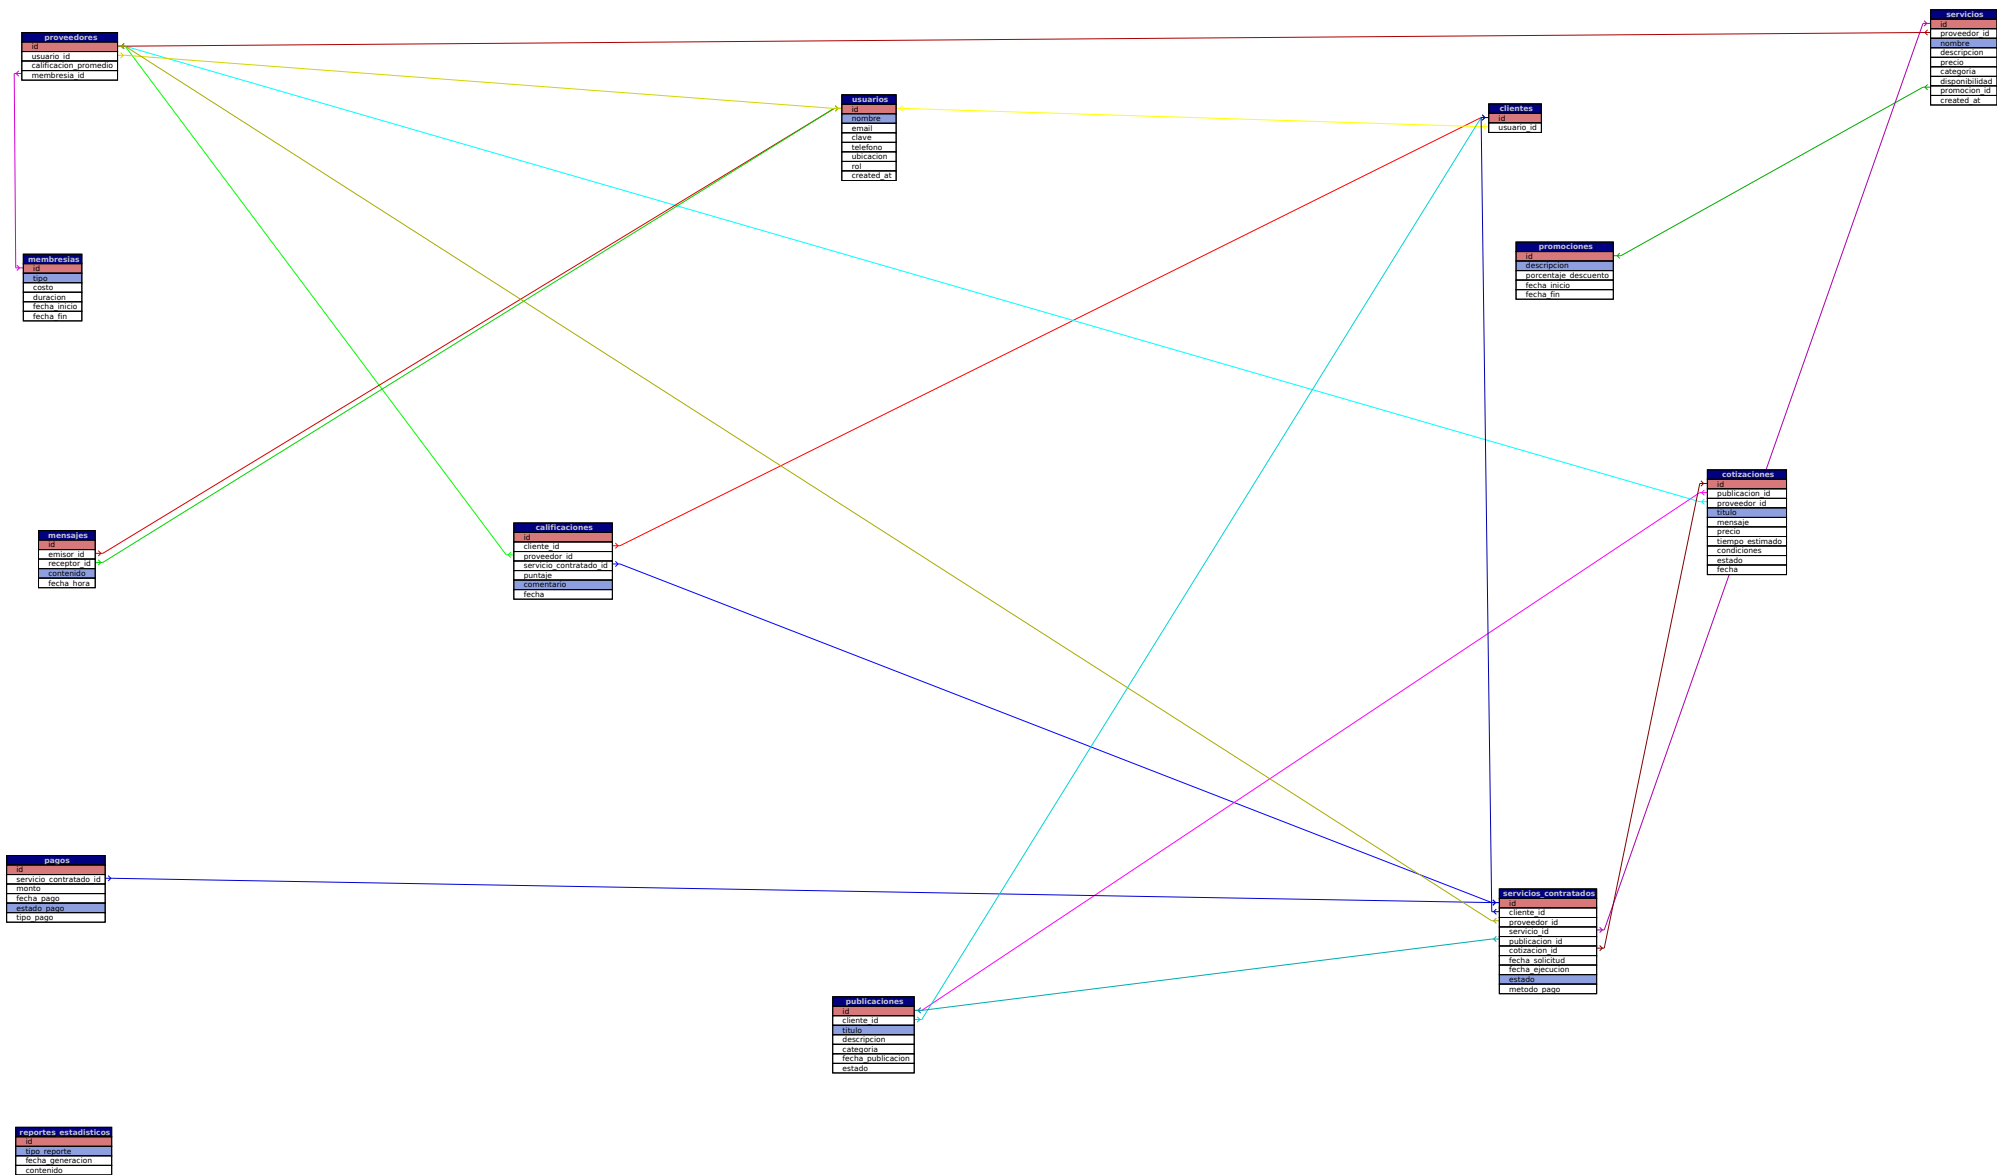 proveedores
id
usuario_id
calificacion_promedio
membresia_id
servicios
id
proveedor_id
nombre
descripcion
precio
categoria
disponibilidad
promocion_id
created_at
usuarios
id
nombre
email
clave
telefono
ubicacion
rol
created_at
clientes
id
usuario_id
membresias
id
tipo
costo
duracion
fecha_inicio
fecha_fin
promociones
id
descripcion
porcentaje_descuento
fecha_inicio
fecha_fin
cotizaciones
id
publicacion_id
proveedor_id
titulo
mensaje
precio
tiempo_estimado
condiciones
estado
fecha
mensajes
id
emisor_id
receptor_id
contenido
fecha_hora
calificaciones
id
cliente_id
proveedor_id
servicio_contratado_id
puntaje
comentario
fecha
pagos
id
servicio_contratado_id
monto
fecha_pago
estado_pago
tipo_pago
servicios_contratados
id
cliente_id
proveedor_id
servicio_id
publicacion_id
cotizacion_id
fecha_solicitud
fecha_ejecucion
estado
metodo_pago
publicaciones
id
cliente_id
titulo
descripcion
categoria
fecha_publicacion
estado
reportes_estadisticos
id
tipo_reporte
fecha_generacion
contenido